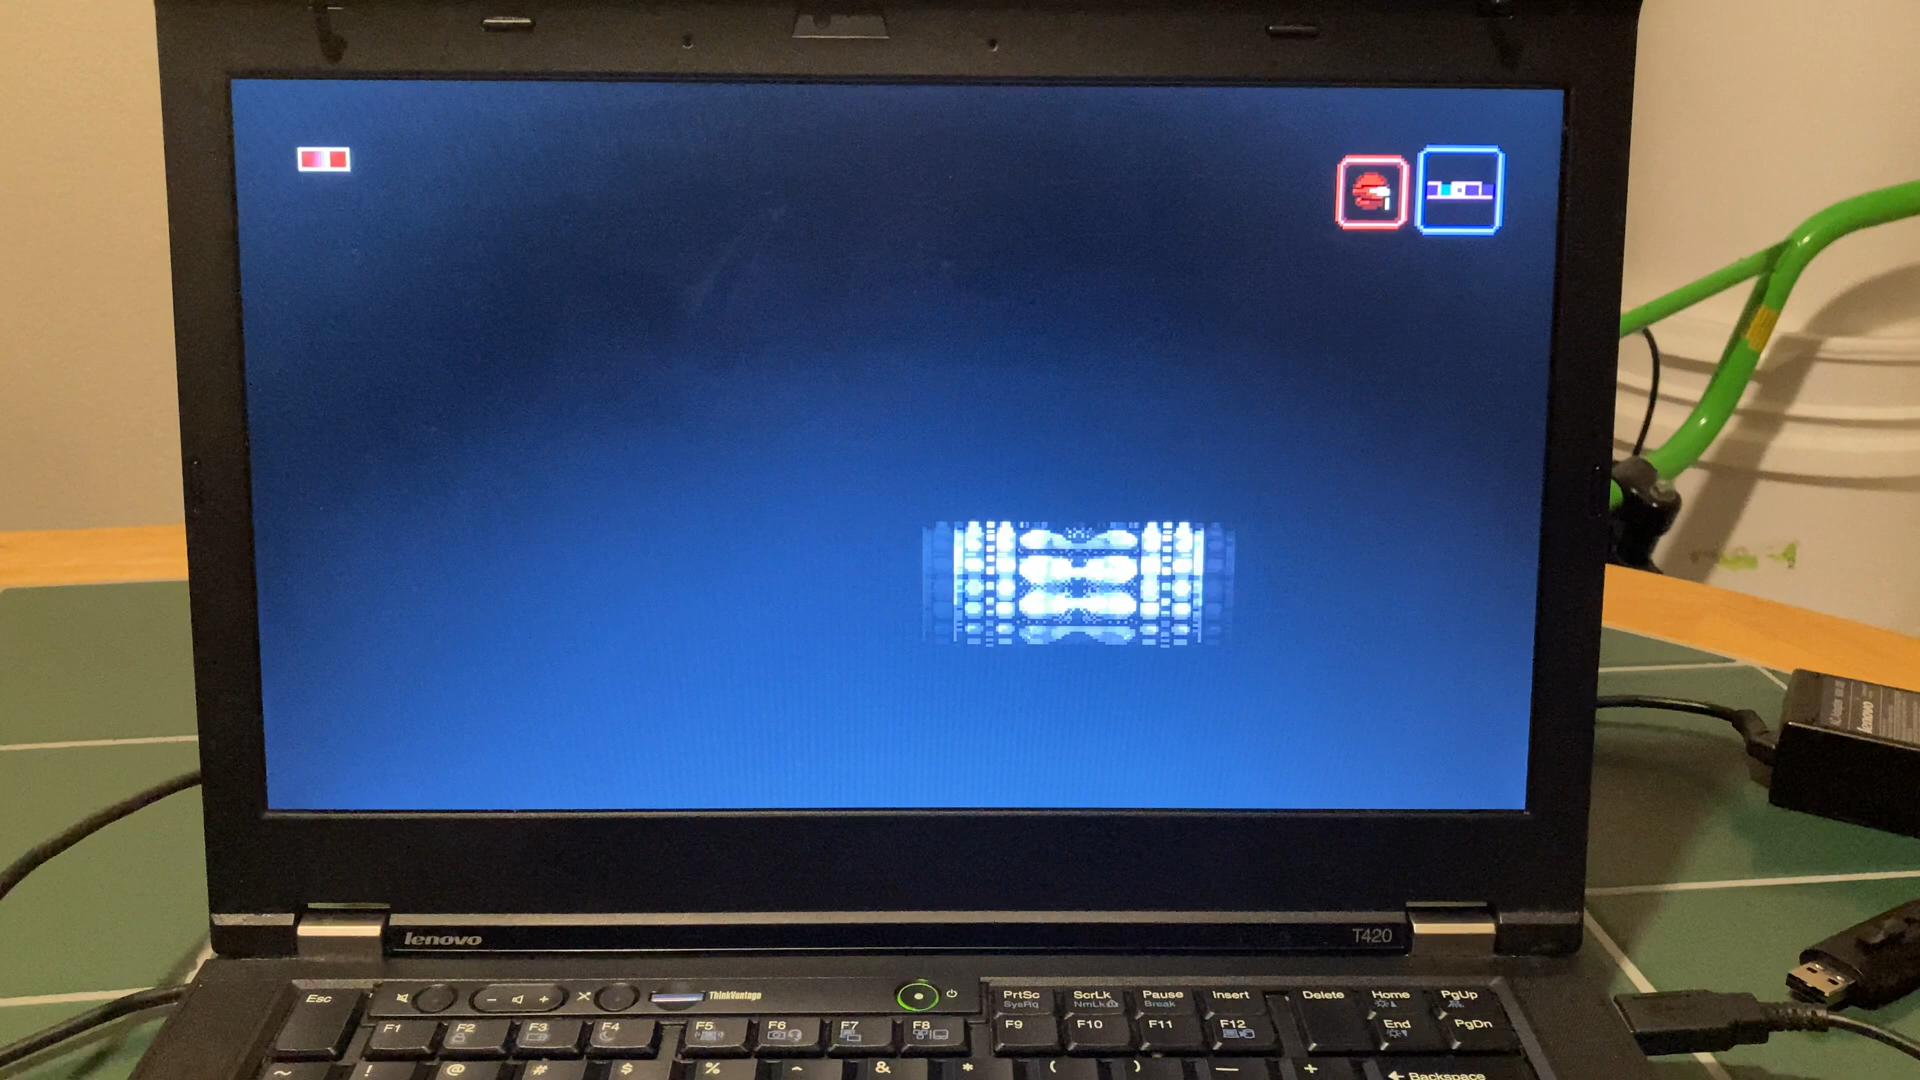 lenovo
T420
ThinkVantage
Esc
PrtSc
SysRq
ScrLk
NmLk
Pause
Break
Insert
Delete
Home
PgUp
F1
F2
F3
F4
F5
F6
F7
F8
F9
F10
F11
F12
End
PgDn
~
!
@
#
$
%
^
&
*
(
)
—
+
Backspace
lenovo